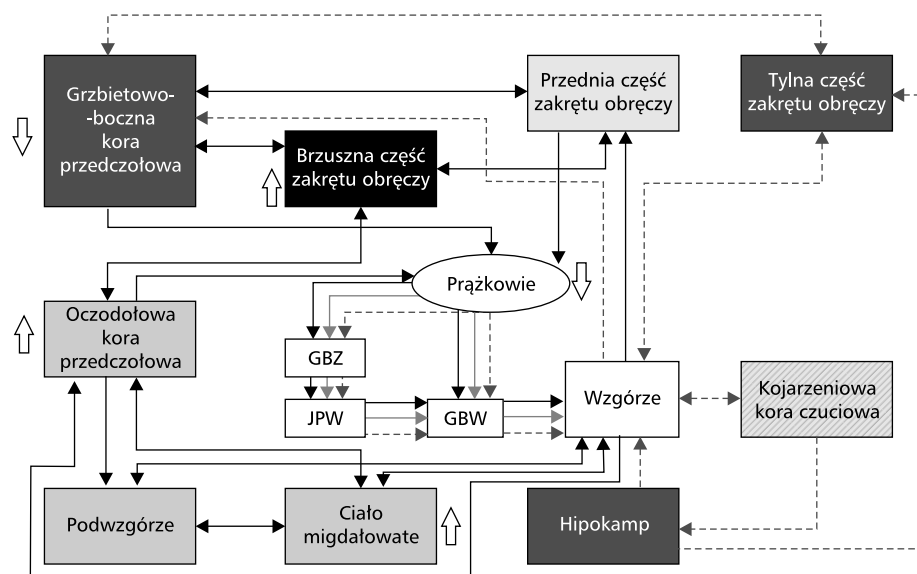 Grzbietowo-
-boczna
kora
przedczołowa
Przednia część
zakrętu obręczy
Tylna część
zakrętu obręczy
Brzuszna część
zakrętu obręczy
Prążkowie
Oczodołowa
kora
przedczołowa
GBZ
JPW
GBW
Wzgórze
Kojarzeniowa
kora czuciowa
Podwzgórze
Ciało
migdałowate
Hipokamp